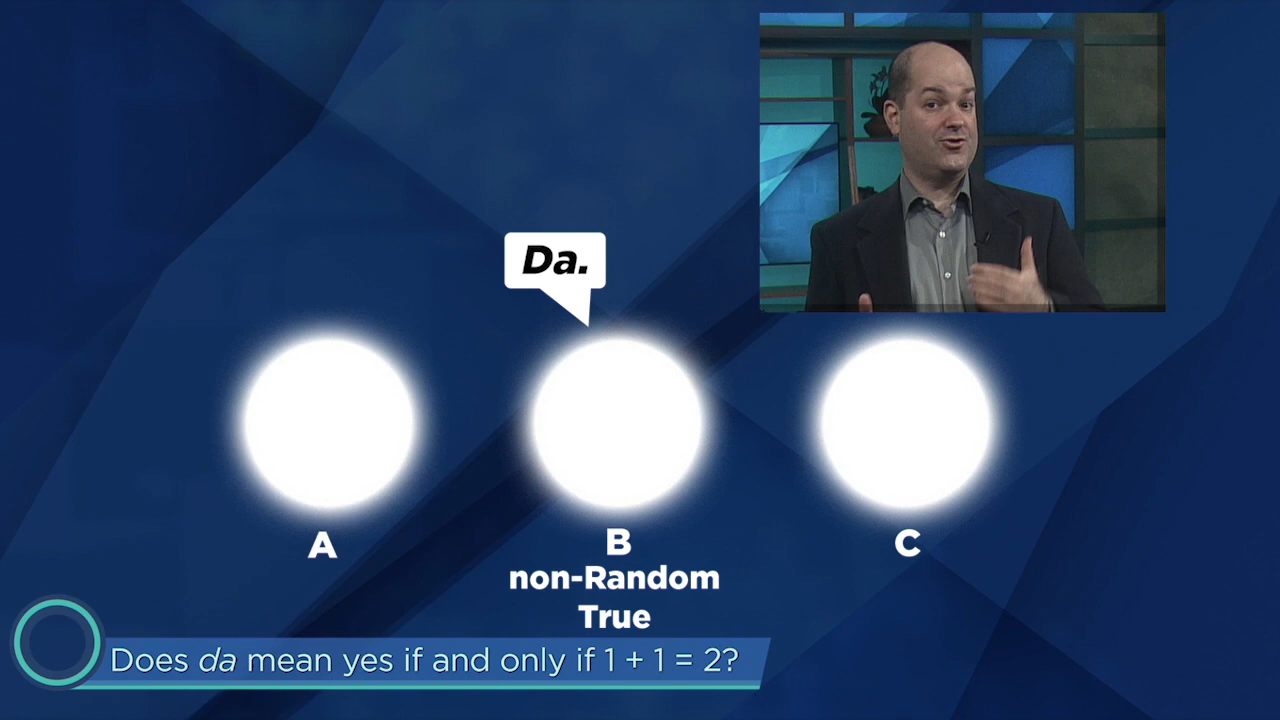 Da.
A
B
C
non-Random
True
Does da mean yes if and only if 1 + 1 = 2?